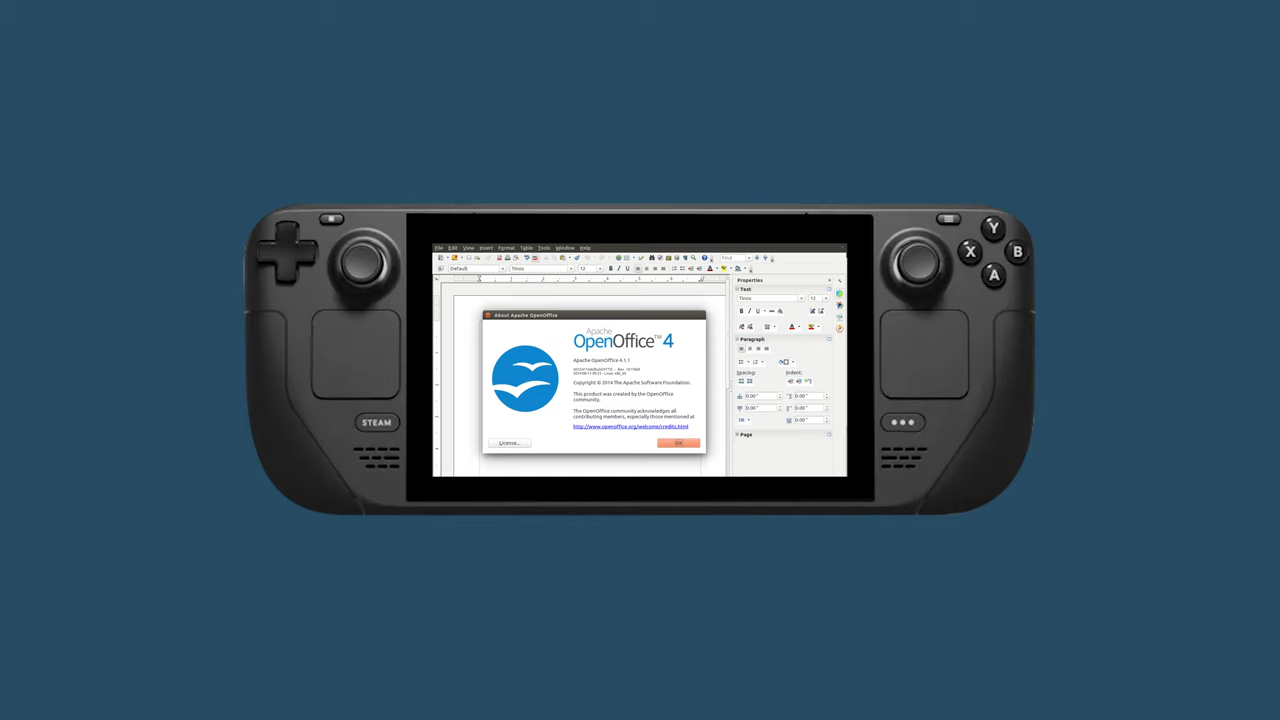 Y
X
B
A
STEAM
File Edit View Insert Format Table Tools Window Help
Find
Default Tinos 12
Properties
Text
Tinos 12
Paragraph
Spacing: Indent:
0.00" 0.00"
0.00" 0.00"
0.00"
Page
About Apache OpenOffice
Apache
OpenOffice™ 4
Apache OpenOffice 4.1.1
Copyright © 2014 The Apache Software Foundation.
This product was created by the OpenOffice
community.
The OpenOffice community acknowledges all
contributing members, especially those mentioned at
http://www.openoffice.org/welcome/credits.html
License...
OK